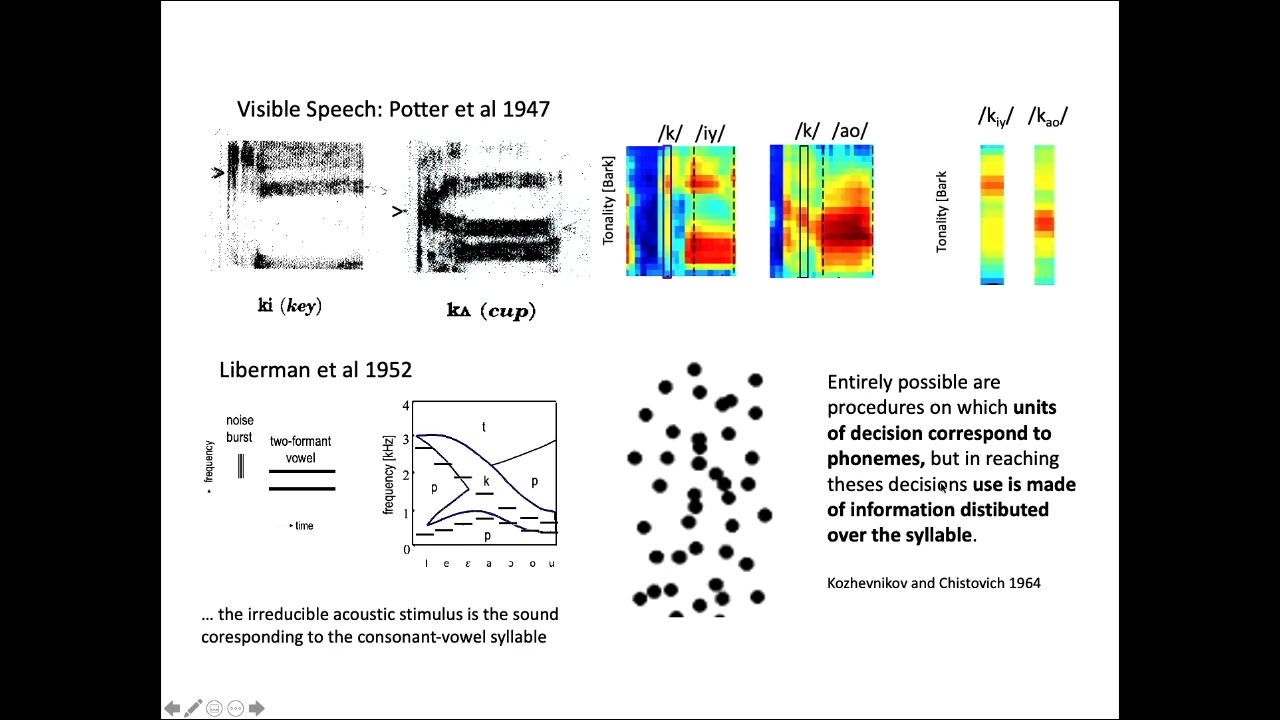 Visible Speech: Potter et al 1947
ki (key)
kʌ (cup)
/k/ /iy/
Tonality [Bark]
/k/ /ao/
/kiy/ /kao/
Tonality [Bark
Liberman et al 1952
noise
burst
two-formant
vowel
frequency
time
frequency [kHz]
4
3
2
1
0
t
p
k
p
p
I e ε a ɔ o u
... the irreducible acoustic stimulus is the sound
coresponding to the consonant-vowel syllable
Entirely possible are
procedures on which units
of decision correspond to
phonemes, but in reaching
theses decisions use is made
of information distibuted
over the syllable.
Kozhevnikov and Chistovich 1964